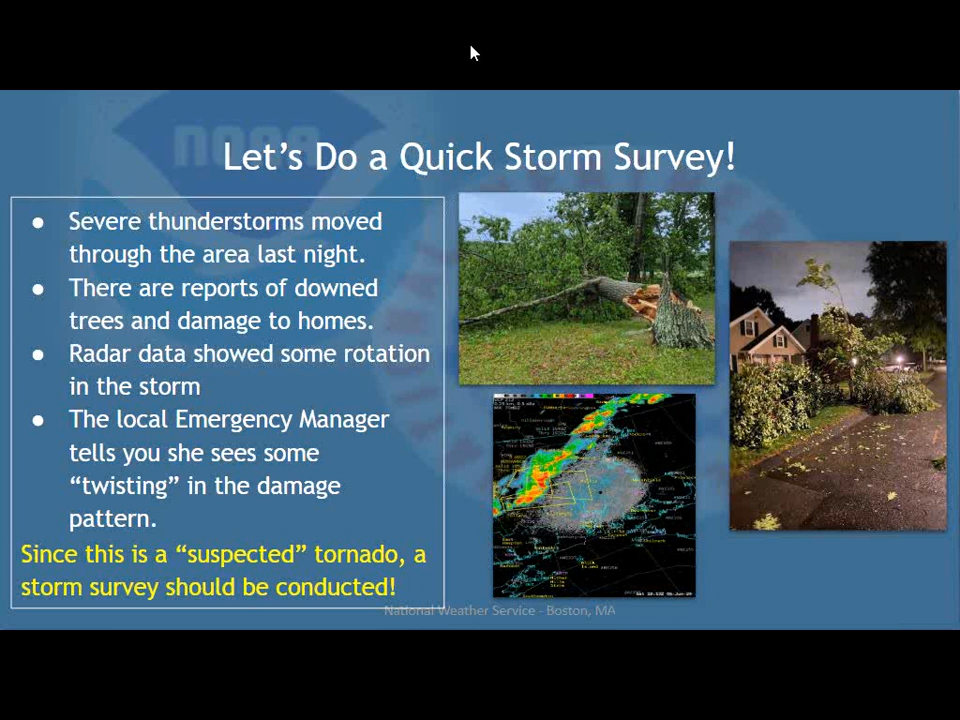 noaa
Let's Do a Quick Storm Survey!
● Severe thunderstorms moved
through the area last night.
● There are reports of downed
trees and damage to homes.
● Radar data showed some rotation
in the storm
● The local Emergency Manager
tells you she sees some
“twisting” in the damage
pattern.
Since this is a “suspected” tornado, a
storm survey should be conducted!
National Weather Service - Boston, MA